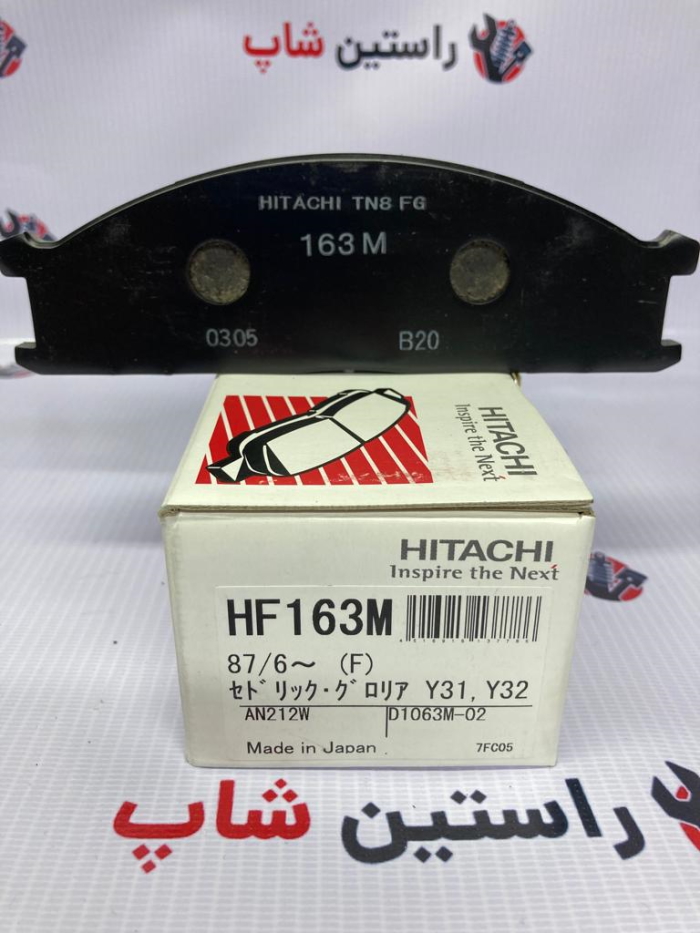 راستین شاپ
HITACHI TN8 FG
163M
0305 B20
HITACHI
Inspire the Next
HITACHI
Inspire the Next
HF163M
87/6～ (F)
ｾﾄﾞﾘｯｸ・ｸﾞﾛﾘｱ Y31, Y32
AN212W D1063M-02
Made in Japan 7FC05
راستین شاپ